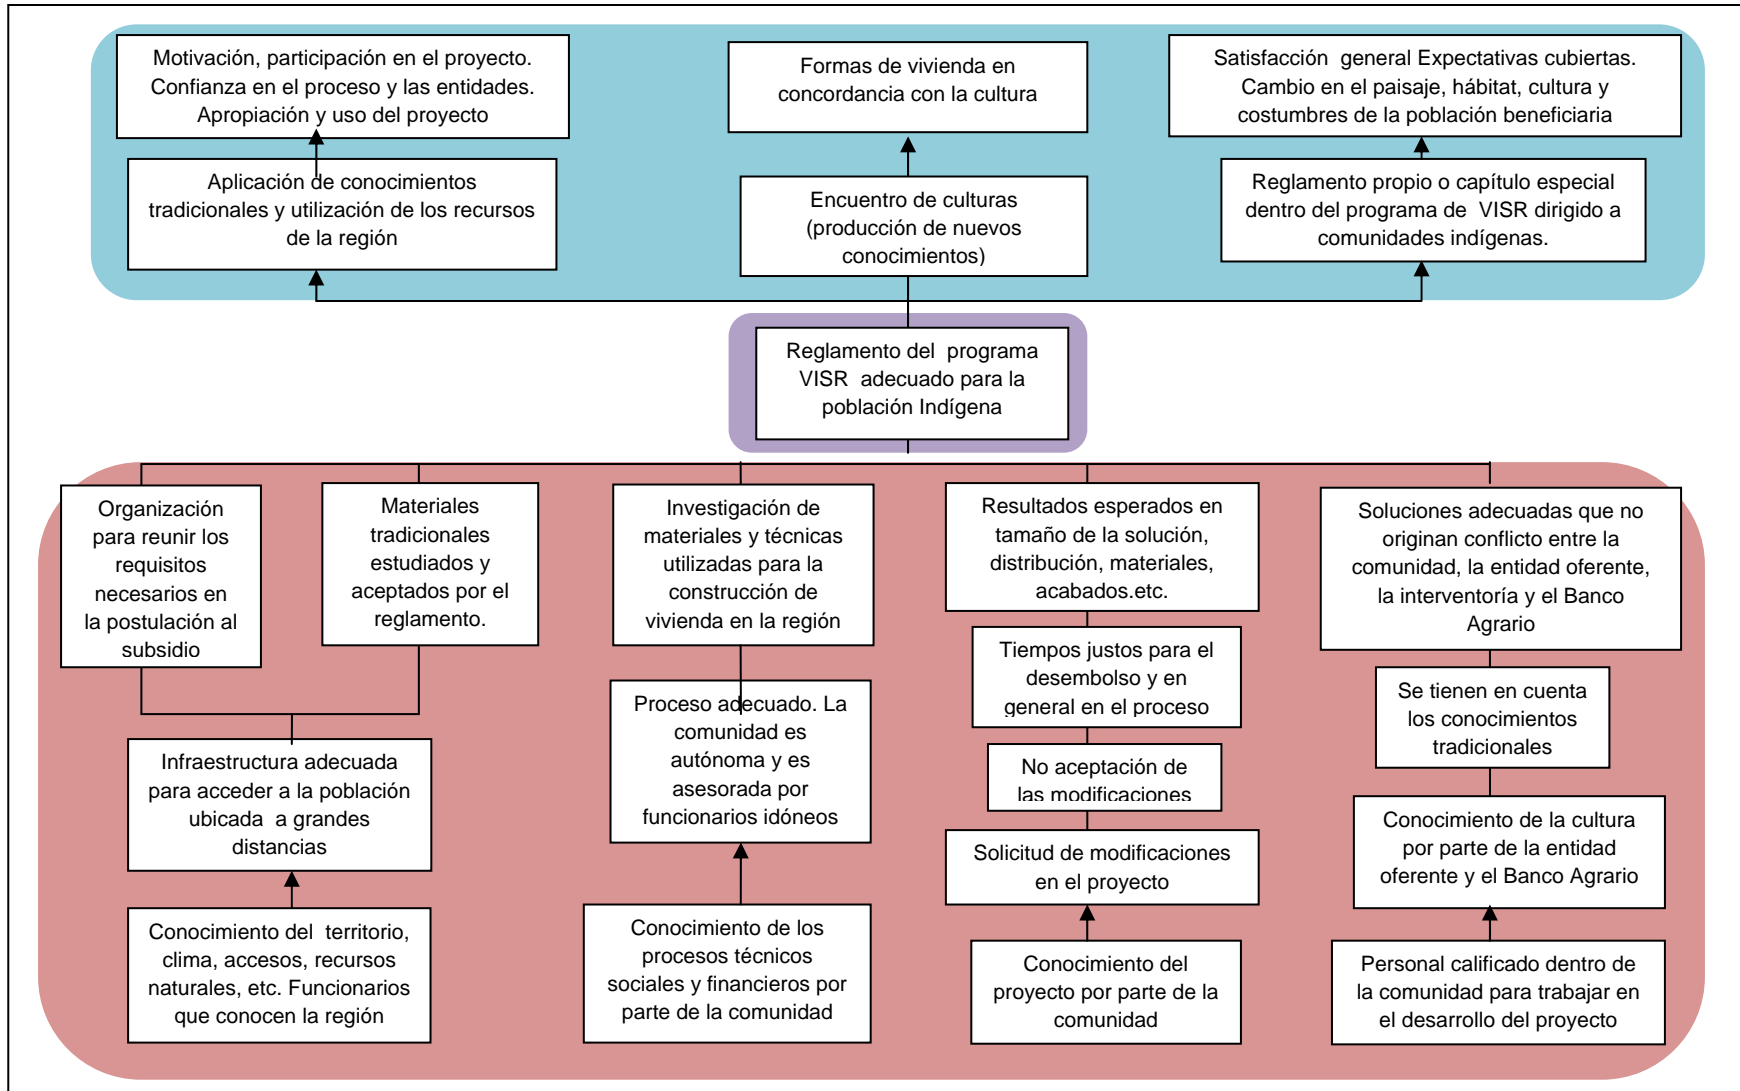 Motivación, participación en el proyecto.
Confianza en el proceso y las entidades.
Apropiación y uso del proyecto
Formas de vivienda en
concordancia con la cultura
Satisfacción general Expectativas cubiertas.
Cambio en el paisaje, hábitat, cultura y
costumbres de la población beneficiaria
Aplicación de conocimientos
tradicionales y utilización de los recursos
de la región
Encuentro de culturas
(producción de nuevos
conocimientos)
Reglamento propio o capítulo especial
dentro del programa de VISR dirigido a
comunidades indígenas.
Reglamento del programa
VISR adecuado para la
población Indígena
Organización
para reunir los
requisitos
necesarios en
la postulación al
subsidio
Materiales
tradicionales
estudiados y
aceptados por el
reglamento.
Investigación de
materiales y técnicas
utilizadas para la
construcción de
vivienda en la región
Resultados esperados en
tamaño de la solución,
distribución, materiales,
acabados.etc.
Soluciones adecuadas que no
originan conflicto entre la
comunidad, la entidad oferente,
la interventoría y el Banco
Agrario
Tiempos justos para el
desembolso y en
general en el proceso
Se tienen en cuenta
los conocimientos
tradicionales
Infraestructura adecuada
para acceder a la población
ubicada a grandes
distancias
Proceso adecuado. La
comunidad es
autónoma y es
asesorada por
funcionarios idóneos
No aceptación de
las modificaciones
Solicitud de modificaciones
en el proyecto
Conocimiento de la cultura
por parte de la entidad
oferente y el Banco Agrario
Conocimiento del territorio,
clima, accesos, recursos
naturales, etc. Funcionarios
que conocen la región
Conocimiento de los
procesos técnicos
sociales y financieros por
parte de la comunidad
Conocimiento del
proyecto por parte de la
comunidad
Personal calificado dentro de
la comunidad para trabajar en
el desarrollo del proyecto